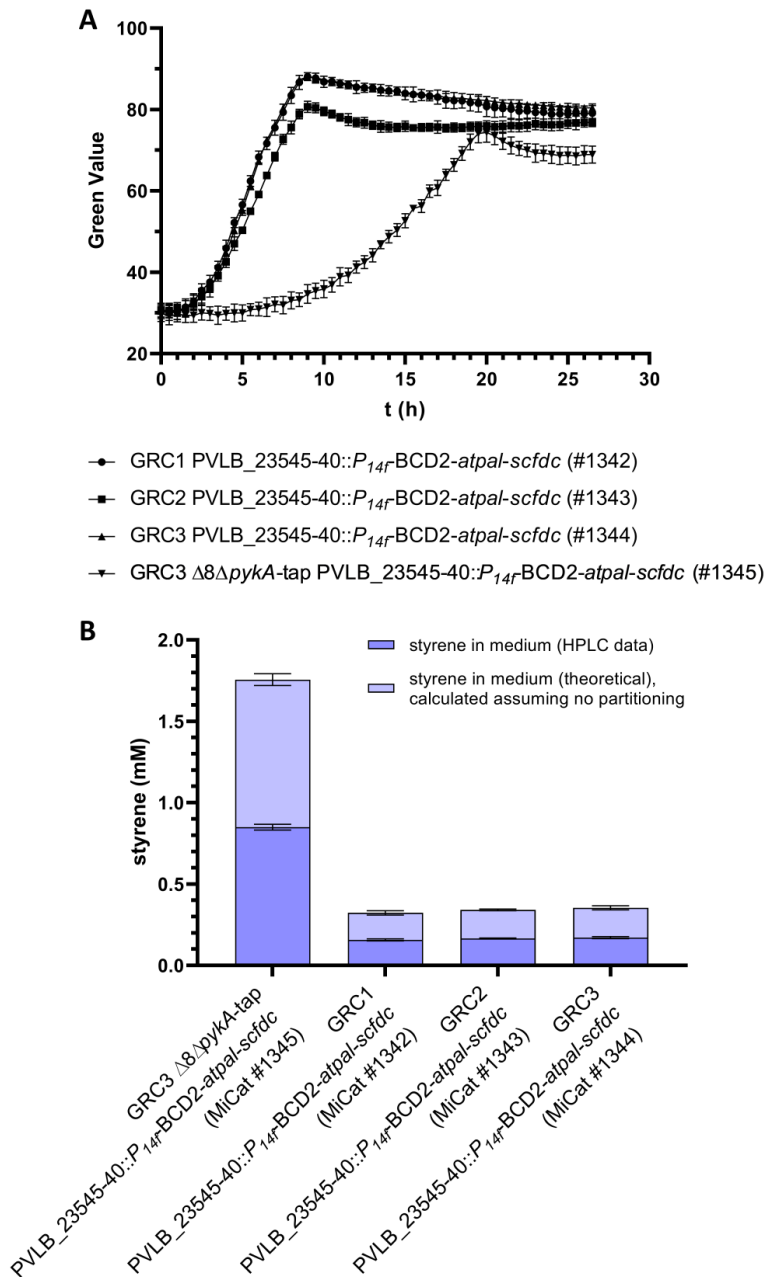 A
100
80
60
40
20
Green Value
0 5 10 15 20 25 30
t (h)
GRC1 PVLB_23545-40::P14f-BCD2-atpal-scfdc (#1342)
GRC2 PVLB_23545-40::P14f-BCD2-atpal-scfdc (#1343)
GRC3 PVLB_23545-40::P14f-BCD2-atpal-scfdc (#1344)
GRC3 Δ8ΔpykA-tap PVLB_23545-40::P14f-BCD2-atpal-scfdc (#1345)
B
2.0
1.5
1.0
0.5
0.0
styrene (mM)
styrene in medium (HPLC data)
styrene in medium (theoretical),
calculated assuming no partitioning
GRC3 Δ8ΔpykA-tap
PVLB_23545-40::P14f-BCD2-atpal-scfdc
(MiCat #1345)
GRC1
PVLB_23545-40::P14f-BCD2-atpal-scfdc
(MiCat #1342)
GRC2
PVLB_23545-40::P14f-BCD2-atpal-scfdc
(MiCat #1343)
GRC3
PVLB_23545-40::P14f-BCD2-atpal-scfdc
(MiCat #1344)